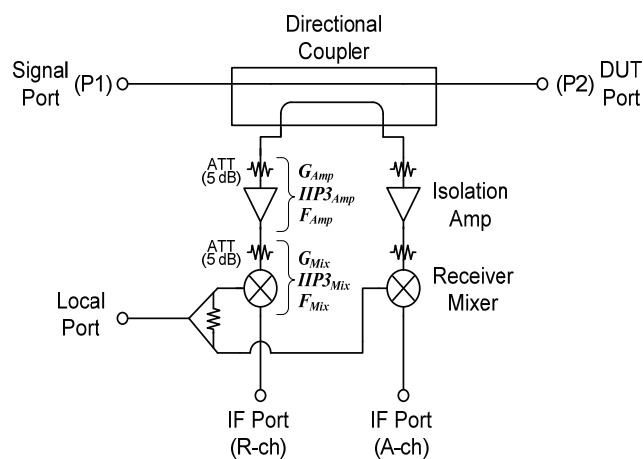 Directional
Coupler
Signal
Port
(P1)
(P2)
DUT
Port
ATT
(5 dB)
G_Amp
IIP3_Amp
F_Amp
Isolation
Amp
ATT
(5 dB)
G_Mix
IIP3_Mix
F_Mix
Receiver
Mixer
Local
Port
IF Port
(R-ch)
IF Port
(A-ch)